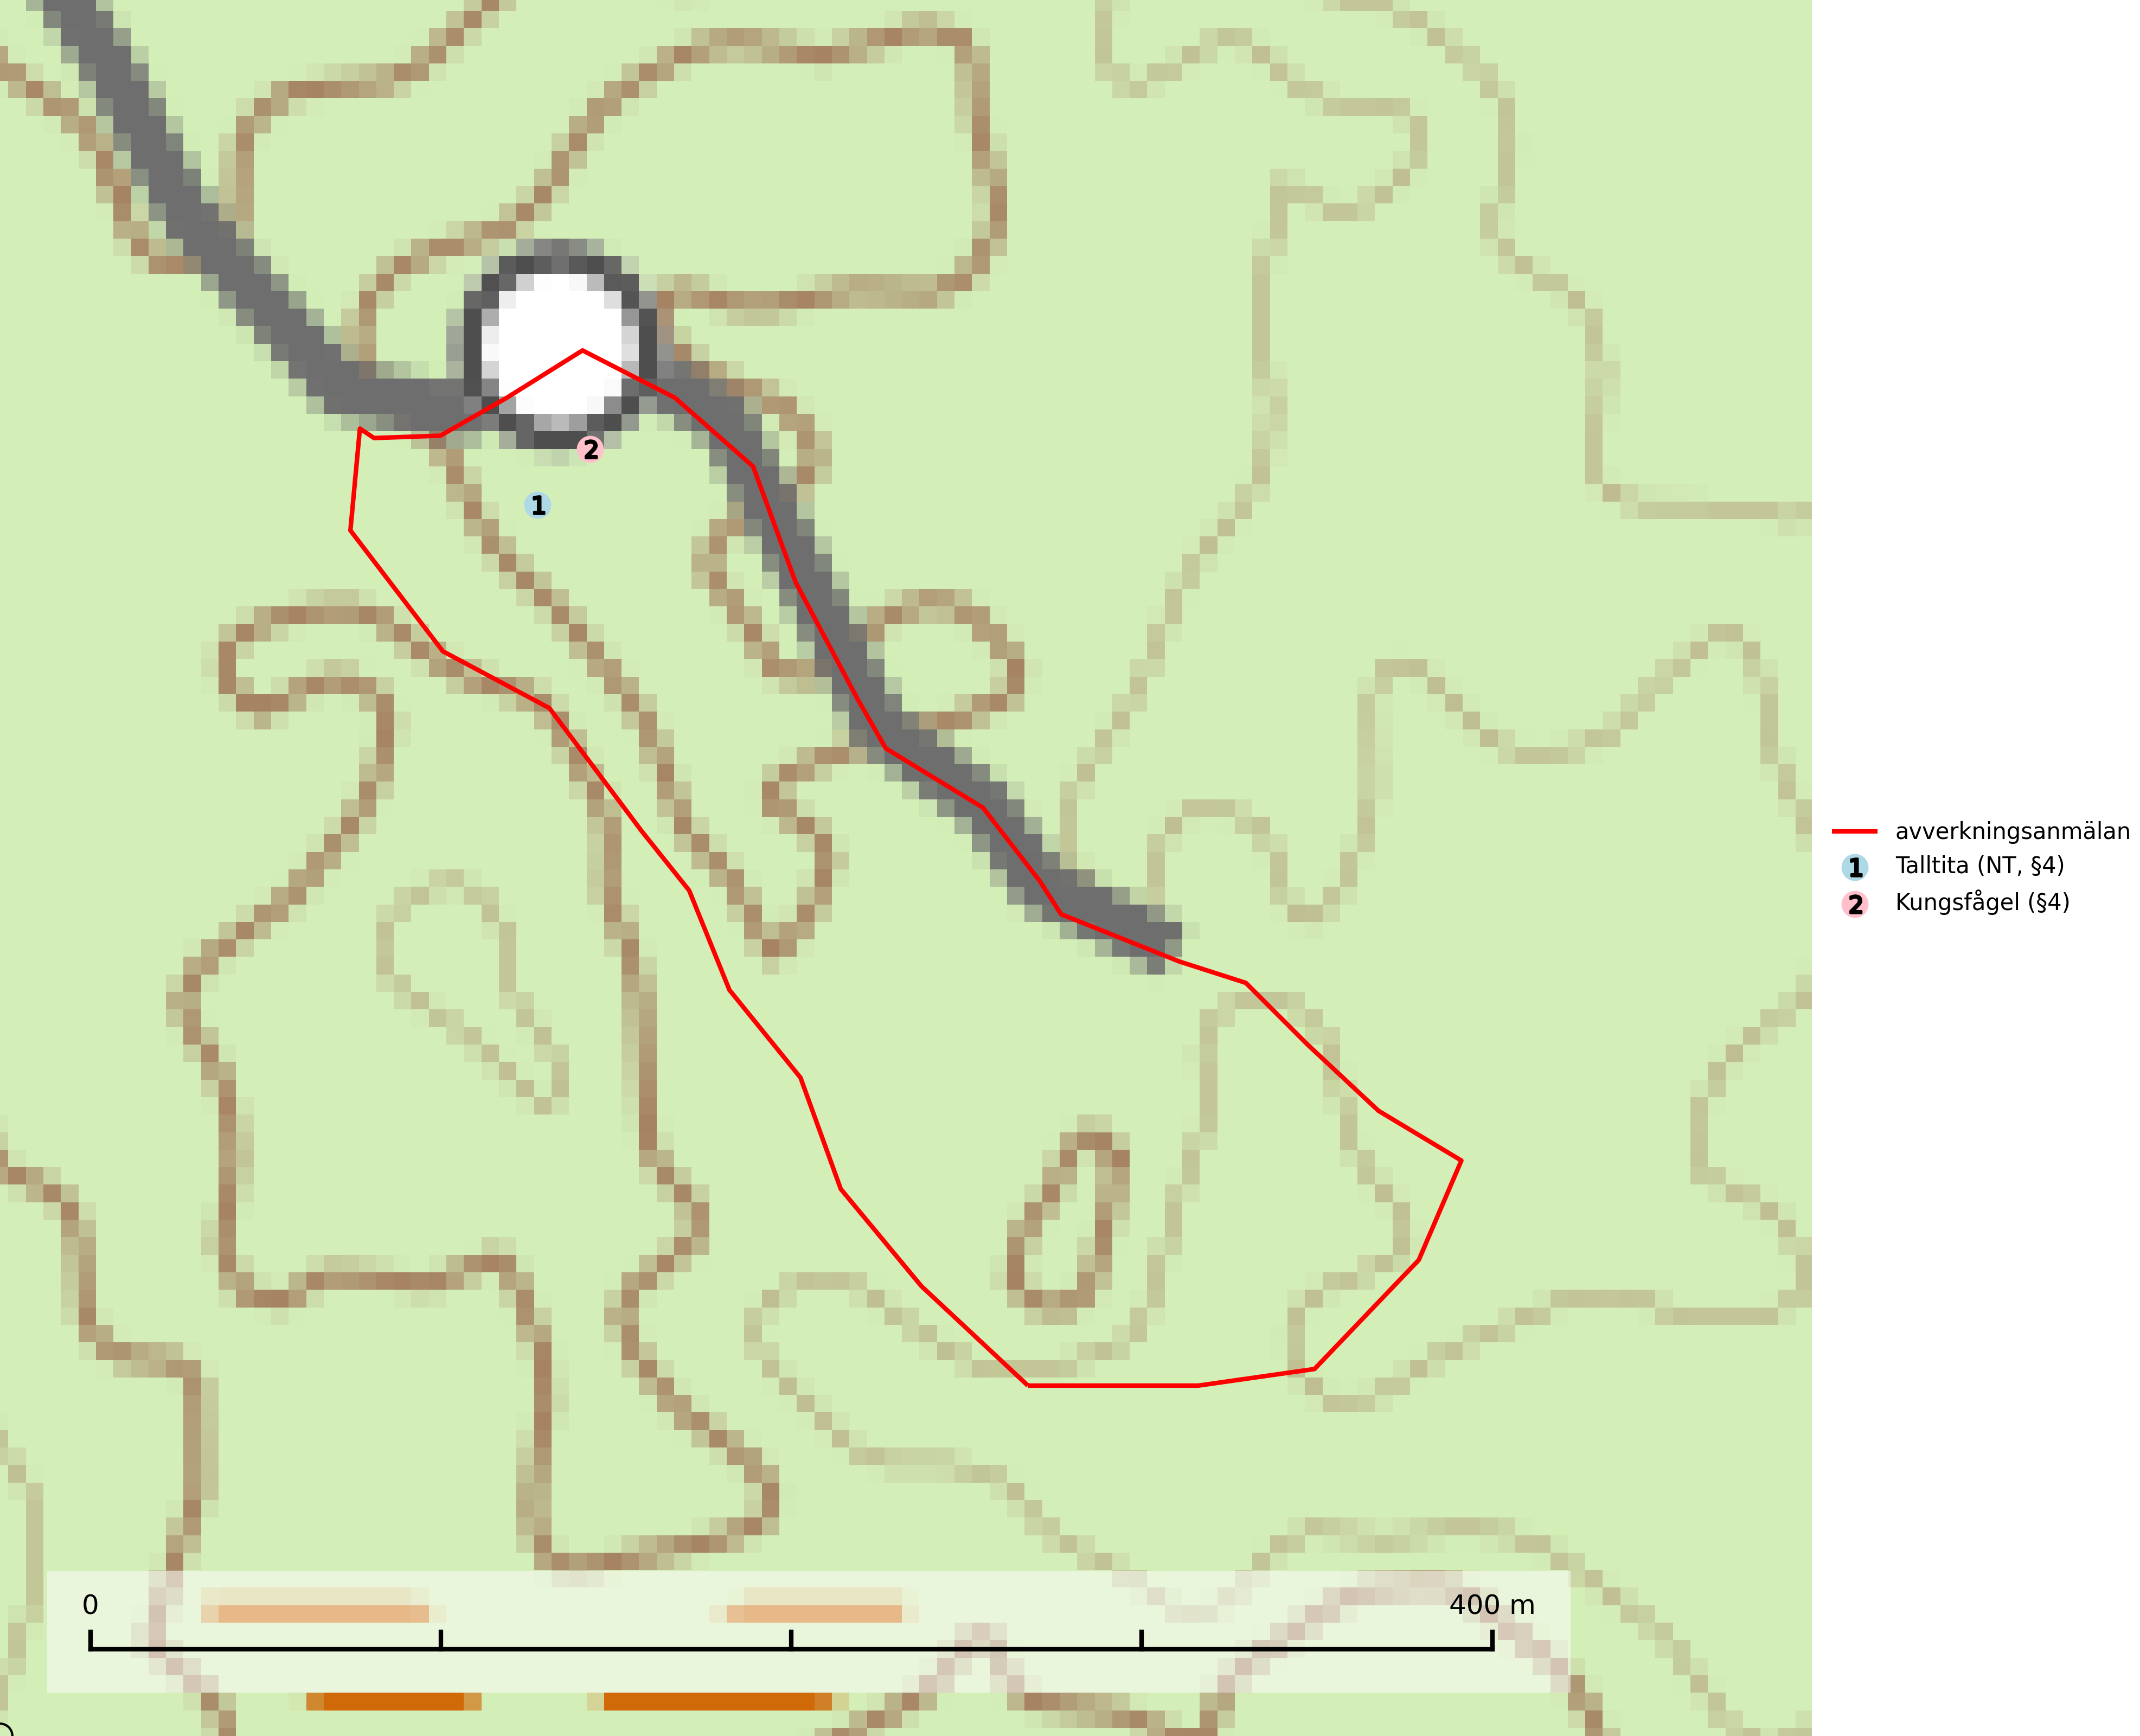 2
1
avverkningsanmälan
1 Talltita (NT, §4)
2 Kungsfågel (§4)
0 400 m